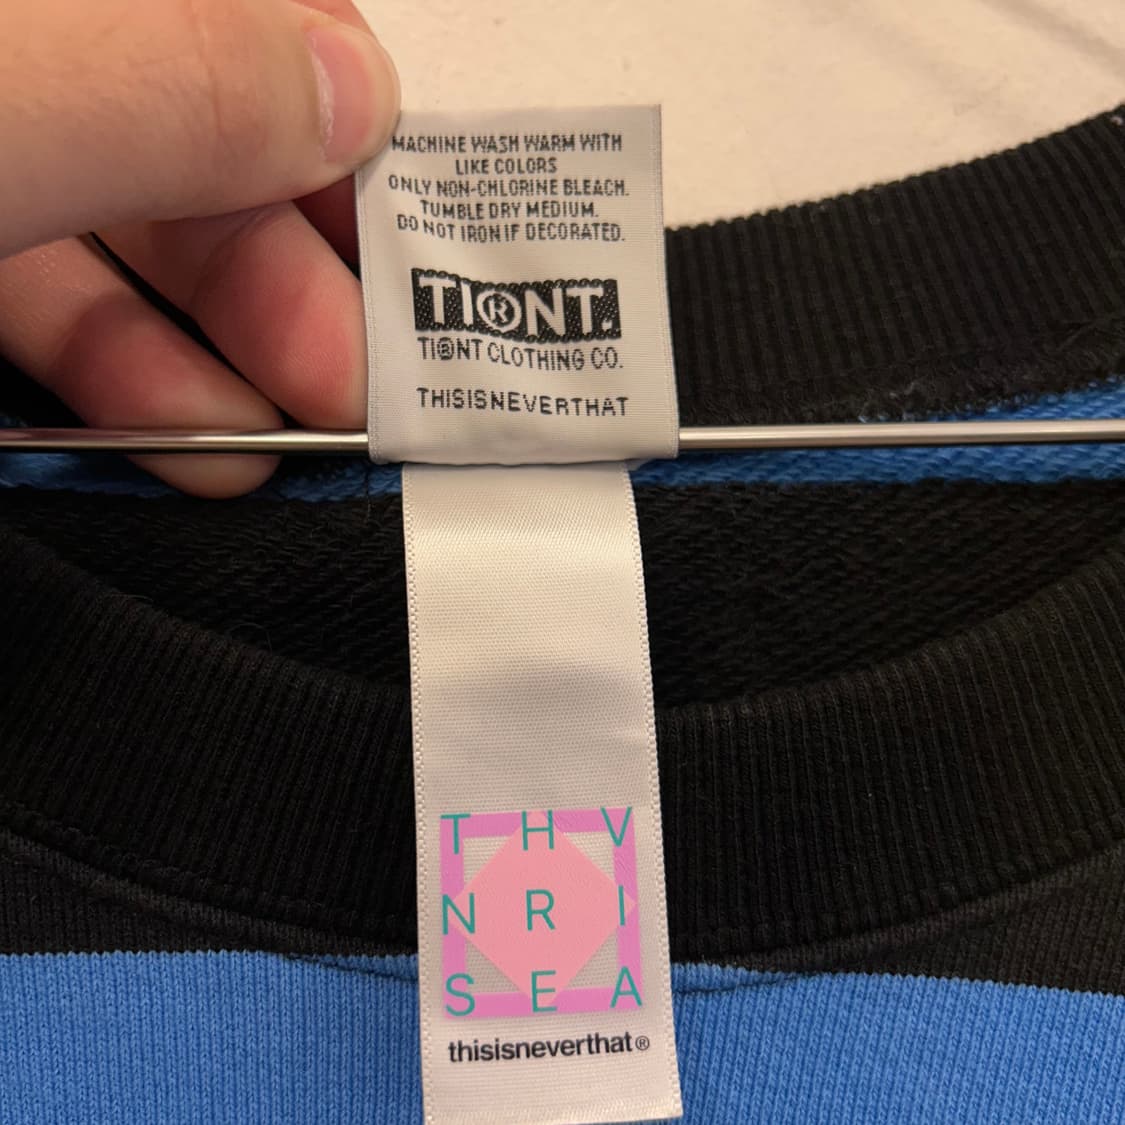 MACHINE WASH WARM WITH
LIKE COLORS
ONLY NON-CHLORINE BLEACH.
TUMBLE DRY MEDIUM.
DO NOT IRON IF DECORATED.
TI®NT.
TI®NT CLOTHING CO.
THISISNEVERTHAT
T H V
N R I
S E A
thisisneverthat®